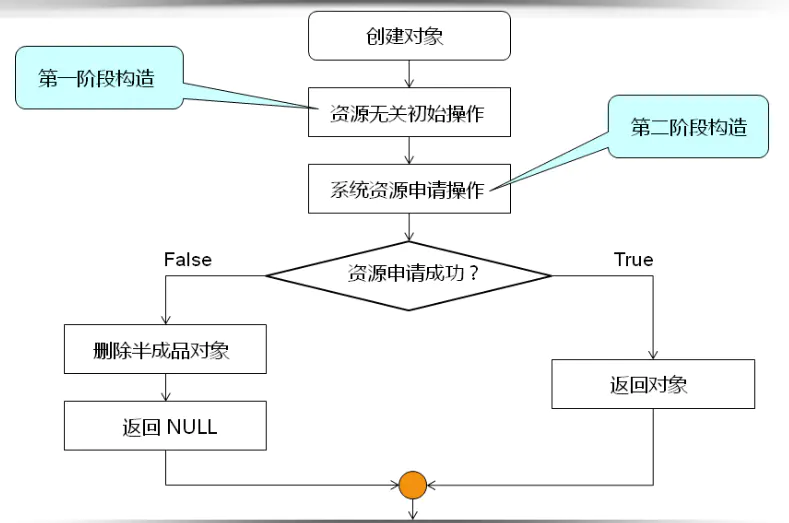 创建对象
第一阶段构造
资源无关初始操作
第二阶段构造
系统资源申请操作
False
True
资源申请成功？
删除半成品对象
返回对象
返回 NULL